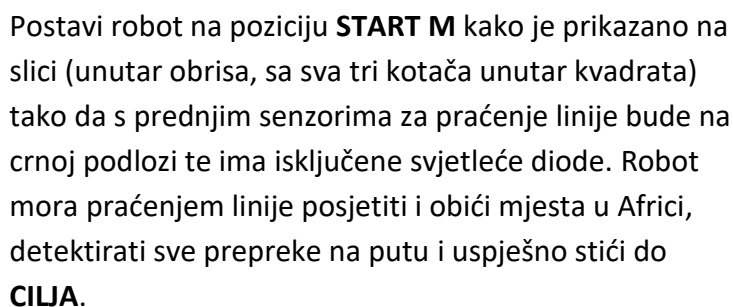 Postavi robot na poziciju START M kako je prikazano na
slici (unutar obrisa, sa sva tri kotača unutar kvadrata)
tako da s prednjim senzorima za praćenje linije bude na
crnoj podlozi te ima isključene svjetleće diode. Robot
mora praćenjem linije posjetiti i obići mjesta u Africi,
detektirati sve prepreke na putu i uspješno stići do
CILJA.